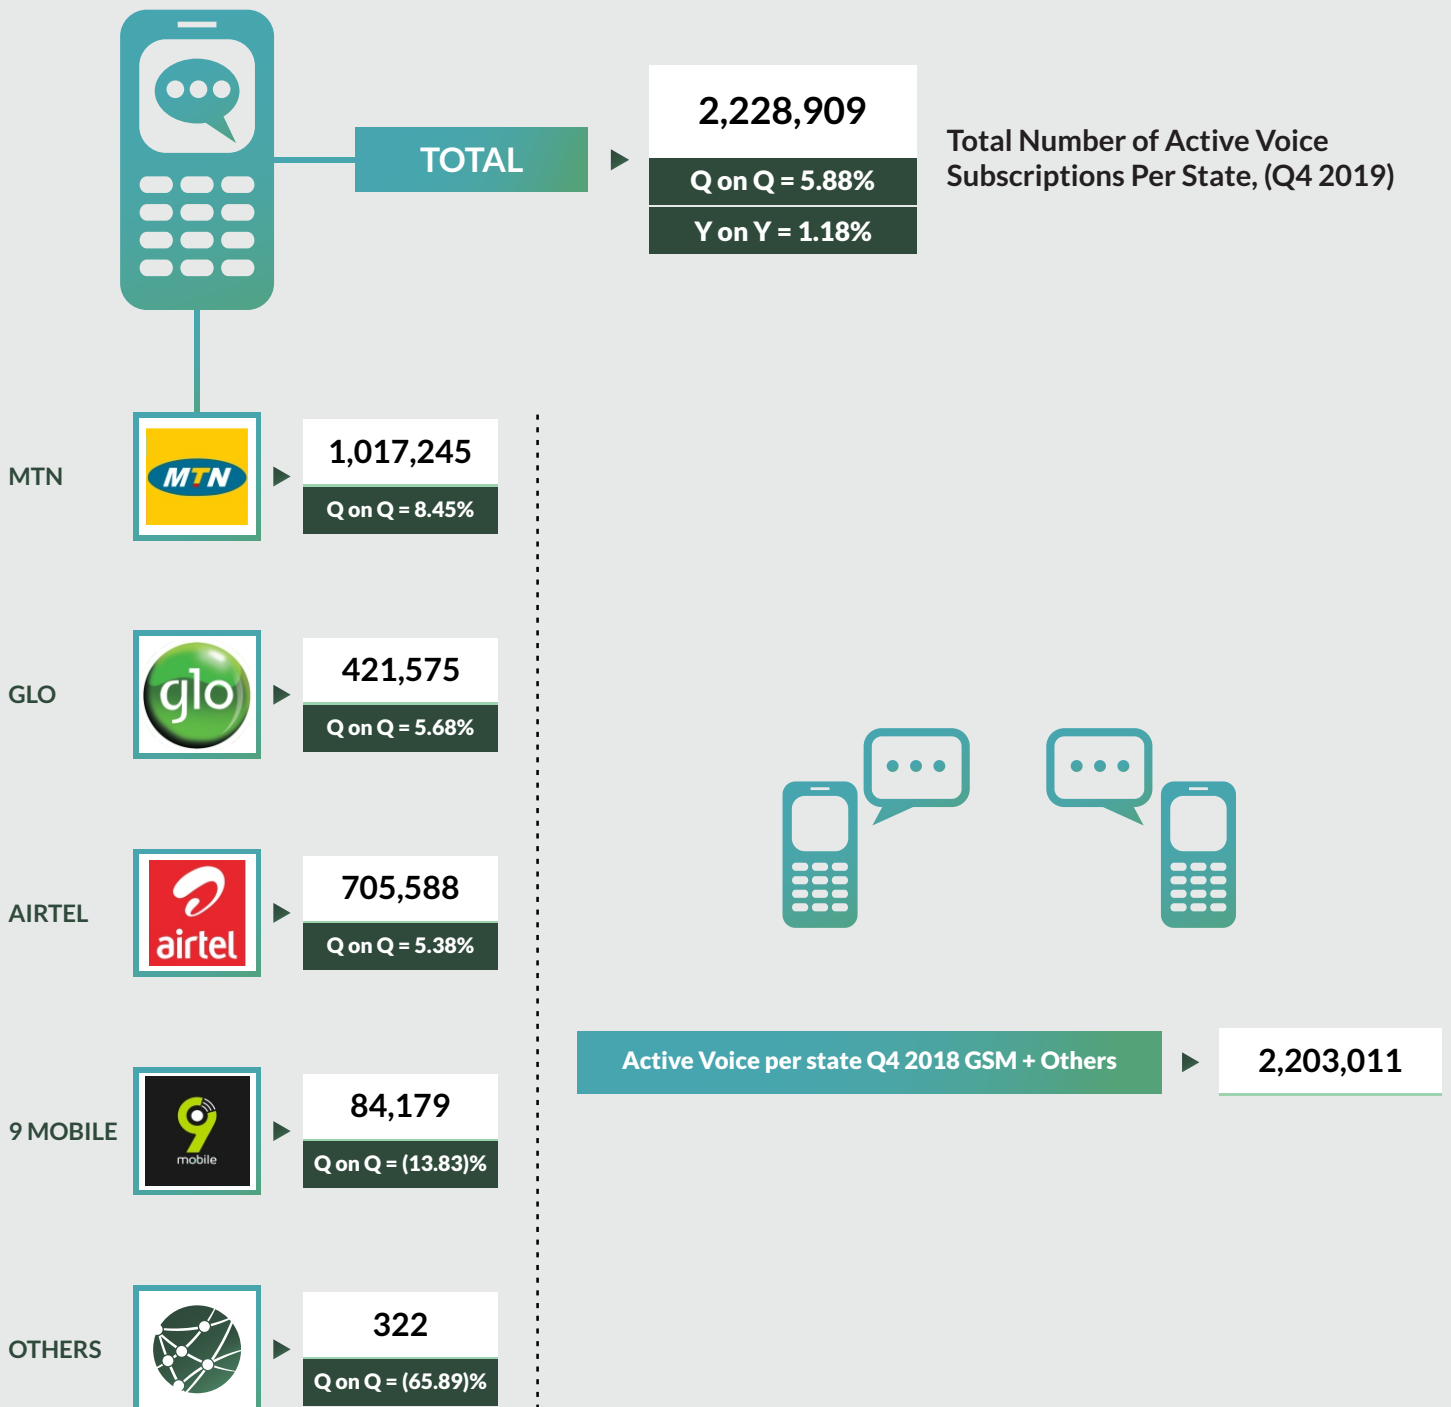 TOTAL
2,228,909
Q on Q = 5.88%
Y on Y = 1.18%
Total Number of Active Voice
Subscriptions Per State, (Q4 2019)
MTN
MTN
1,017,245
Q on Q = 8.45%
GLO
glo
421,575
Q on Q = 5.68%
AIRTEL
airtel
705,588
Q on Q = 5.38%
9 MOBILE
9
mobile
84,179
Q on Q = (13.83)%
Active Voice per state Q4 2018 GSM + Others
2,203,011
OTHERS
322
Q on Q = (65.89)%